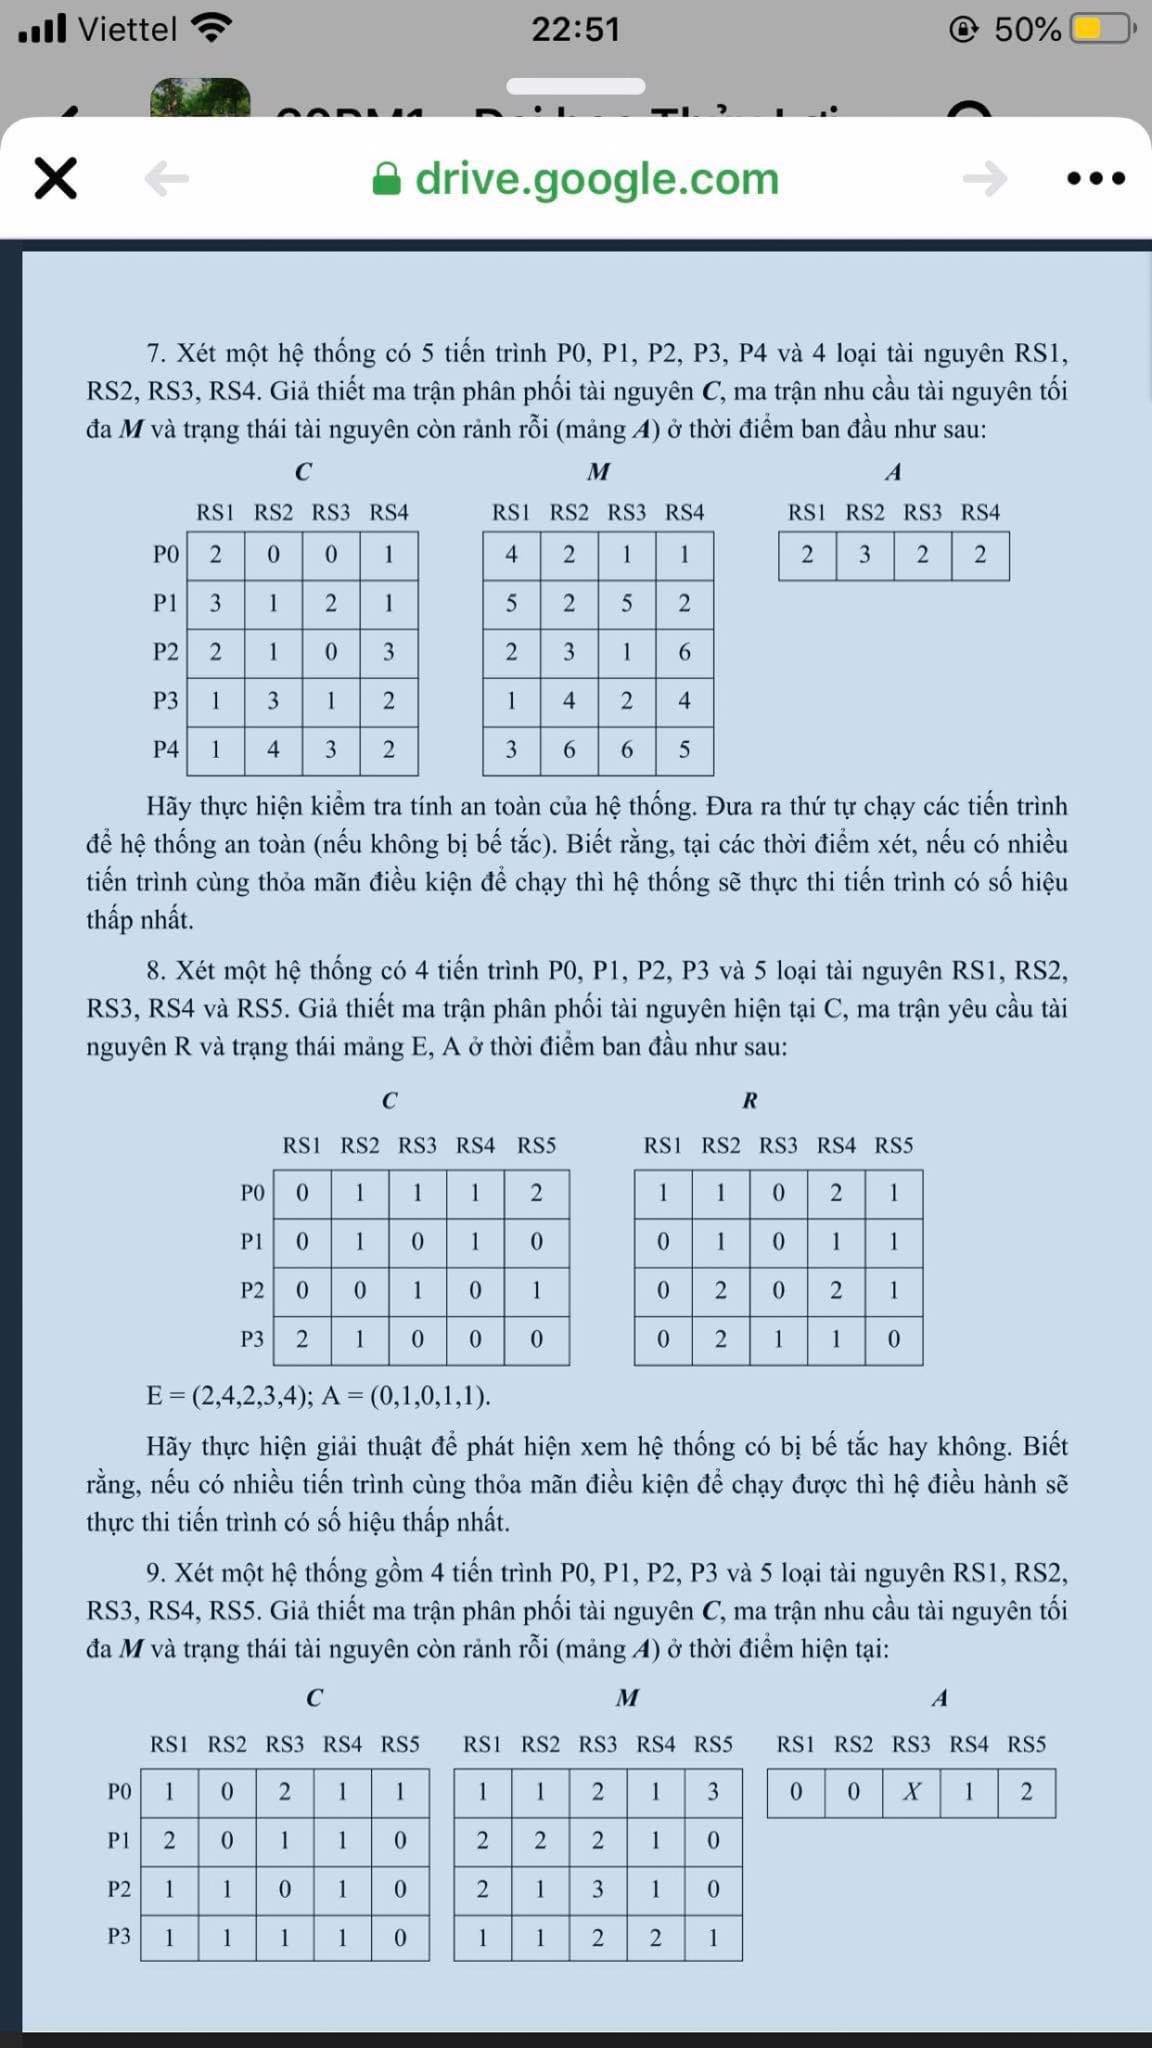 Viettel 22:51 50%
drive.google.com
7. Xét một hệ thống có 5 tiến trình P0, P1, P2, P3, P4 và 4 loại tài nguyên RS1,
RS2, RS3, RS4. Giả thiết ma trận phân phối tài nguyên C, ma trận nhu cầu tài nguyên tối
đa M và trạng thái tài nguyên còn rảnh rỗi (mảng A) ở thời điểm ban đầu như sau:
C M A
RS1 RS2 RS3 RS4 RS1 RS2 RS3 RS4 RS1 RS2 RS3 RS4
P0 2 0 0 1 4 2 1 1 2 3 2 2
P1 3 1 2 1 5 2 5 2
P2 2 1 0 3 2 3 1 6
P3 1 3 1 2 1 4 2 4
P4 1 4 3 2 3 6 6 5
Hãy thực hiện kiểm tra tính an toàn của hệ thống. Đưa ra thứ tự chạy các tiến trình
để hệ thống an toàn (nếu không bị bế tắc). Biết rằng, tại các thời điểm xét, nếu có nhiều
tiến trình cùng thỏa mãn điều kiện để chạy thì hệ thống sẽ thực thi tiến trình có số hiệu
thấp nhất.
8. Xét một hệ thống có 4 tiến trình P0, P1, P2, P3 và 5 loại tài nguyên RS1, RS2,
RS3, RS4 và RS5. Giả thiết ma trận phân phối tài nguyên hiện tại C, ma trận yêu cầu tài
nguyên R và trạng thái mảng E, A ở thời điểm ban đầu như sau:
C R
RS1 RS2 RS3 RS4 RS5 RS1 RS2 RS3 RS4 RS5
P0 0 1 1 1 2 1 1 0 2 1
P1 0 1 0 1 0 0 1 0 1 1
P2 0 0 1 0 1 0 2 0 2 1
P3 2 1 0 0 0 0 2 1 1 0
E = (2,4,2,3,4); A = (0,1,0,1,1).
Hãy thực hiện giải thuật để phát hiện xem hệ thống có bị bế tắc hay không. Biết
rằng, nếu có nhiều tiến trình cùng thỏa mãn điều kiện để chạy được thì hệ điều hành sẽ
thực thi tiến trình có số hiệu thấp nhất.
9. Xét một hệ thống gồm 4 tiến trình P0, P1, P2, P3 và 5 loại tài nguyên RS1, RS2,
RS3, RS4, RS5. Giả thiết ma trận phân phối tài nguyên C, ma trận nhu cầu tài nguyên tối
đa M và trạng thái tài nguyên còn rảnh rỗi (mảng A) ở thời điểm hiện tại:
C M A
RS1 RS2 RS3 RS4 RS5 RS1 RS2 RS3 RS4 RS5 RS1 RS2 RS3 RS4 RS5
P0 1 0 2 1 1 1 1 2 1 3 0 0 X 1 2
P1 2 0 1 1 0 2 2 2 1 0
P2 1 1 0 1 0 2 1 3 1 0
P3 1 1 1 1 0 1 1 2 2 1